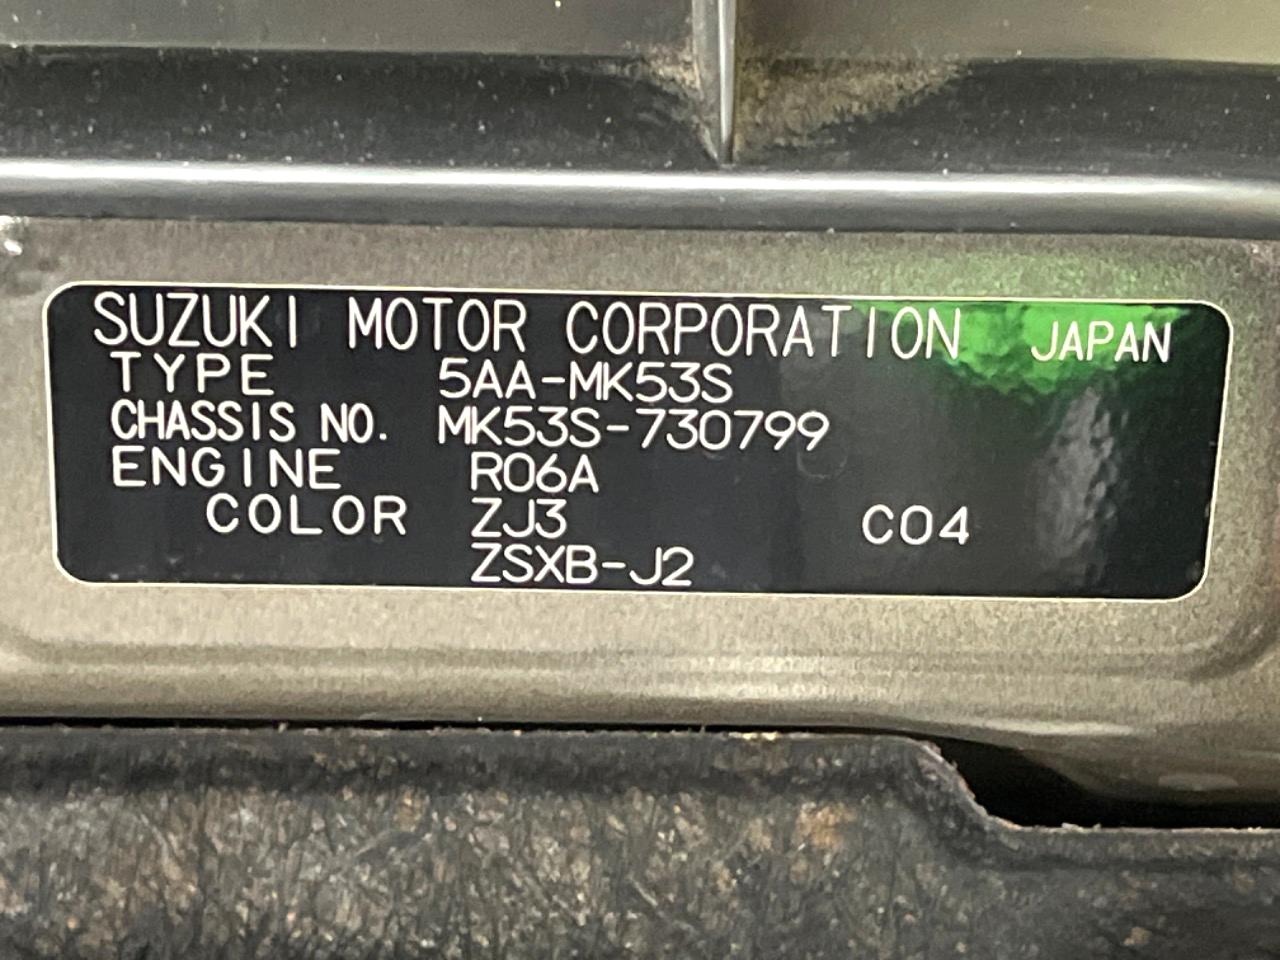 SUZUKI MOTOR CORPORATION JAPAN
TYPE 5AA-MK53S
CHASSIS NO. MK53S-730799
ENGINE R06A
COLOR ZJ3 C04
ZSXB-J2